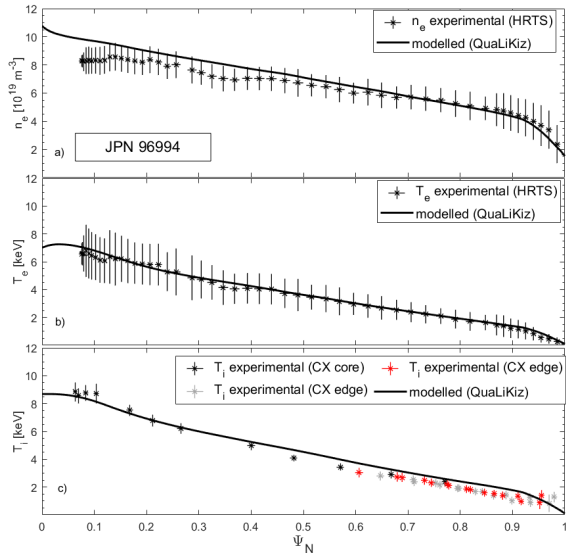 12
10
8
6
4
2
n_e [10^19 m^-3]
n_e experimental (HRTS)
modelled (QuaLiKiz)
JPN 96994
a)
12
10
8
6
4
2
T_e [keV]
T_e experimental (HRTS)
modelled (QuaLiKiz)
b)
12
10
8
6
4
2
T_i [keV]
T_i experimental (CX core)
T_i experimental (CX edge)
T_i experimental (CX edge)
modelled (QuaLiKiz)
c)
0 0.1 0.2 0.3 0.4 0.5 0.6 0.7 0.8 0.9 1
Ψ_N